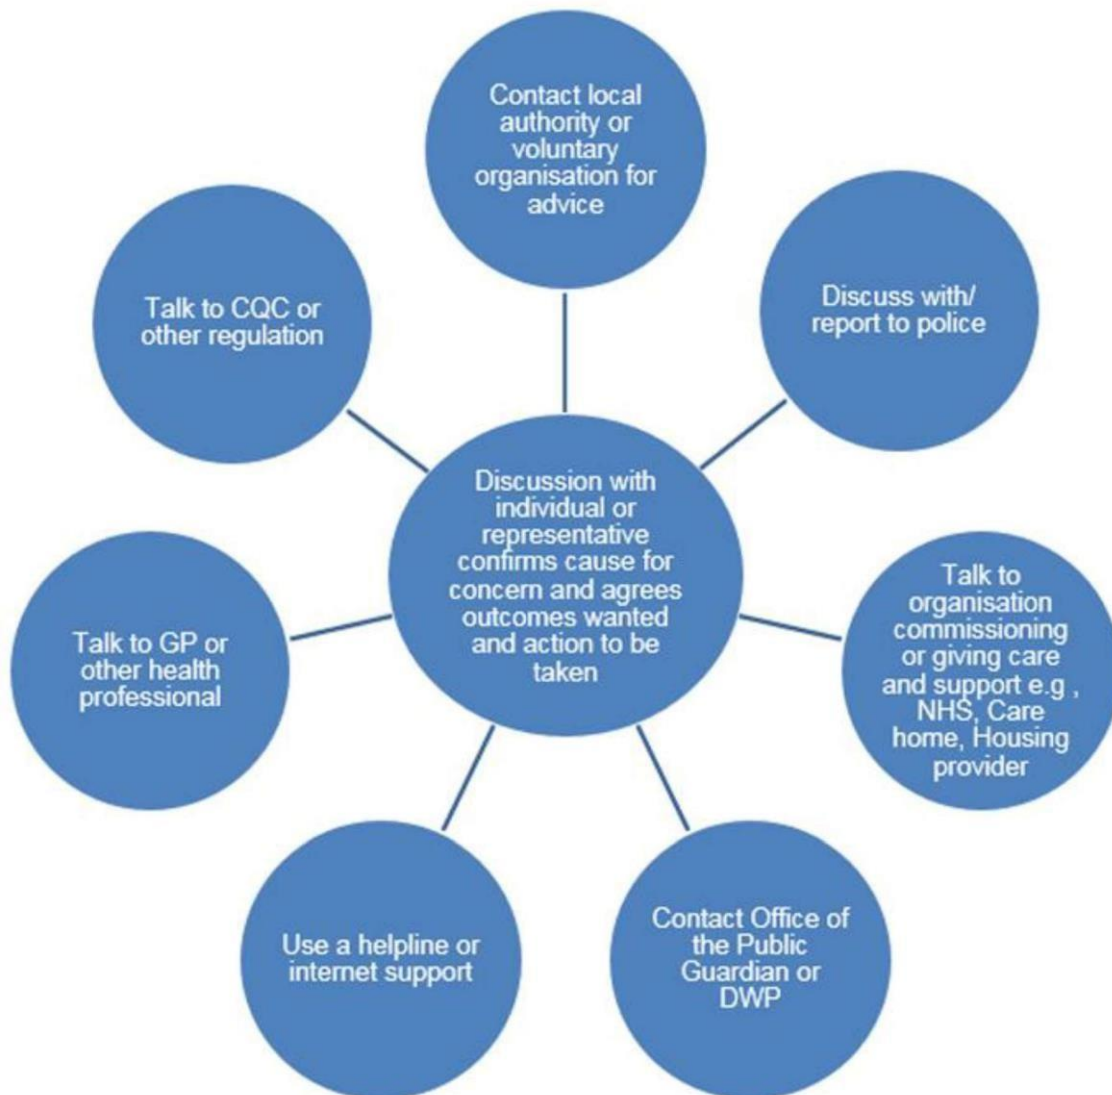 Contact local
authority or
voluntary
organisation for
advice
Discuss with/
report to police
Talk to
organisation
commissioning
or giving care
and support e.g ,
NHS, Care
home, Housing
provider
Contact Office of
the Public
Guardian or
DWP
Use a helpline or
internet support
Talk to GP or
other health
professional
Talk to CQC or
other regulation
Discussion with
individual or
representative
confirms cause for
concern and agrees
outcomes wanted
and action to be
taken